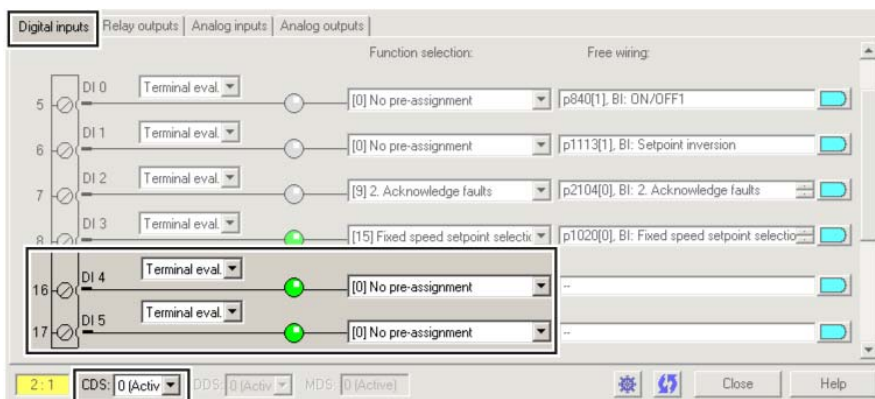 Digital inputs Relay outputs Analog inputs Analog outputs
Function selection: Free wiring:
DI 0 Terminal eval.
5 [0] No pre-assignment p840[1], BI: ON/OFF1
DI 1 Terminal eval.
6 [0] No pre-assignment p1113[1], BI: Setpoint inversion
DI 2 Terminal eval.
7 [9] 2. Acknowledge faults p2104[0], BI: 2. Acknowledge faults
DI 3 Terminal eval.
8 [15] Fixed speed setpoint selectic p1020[0], BI: Fixed speed setpoint selectio
DI 4 Terminal eval.
16 [0] No pre-assignment --
DI 5 Terminal eval.
17 [0] No pre-assignment --
2 : 1 CDS: 0 (Activ DDS: 0 (Activ MDS: 0 (Active) Close Help